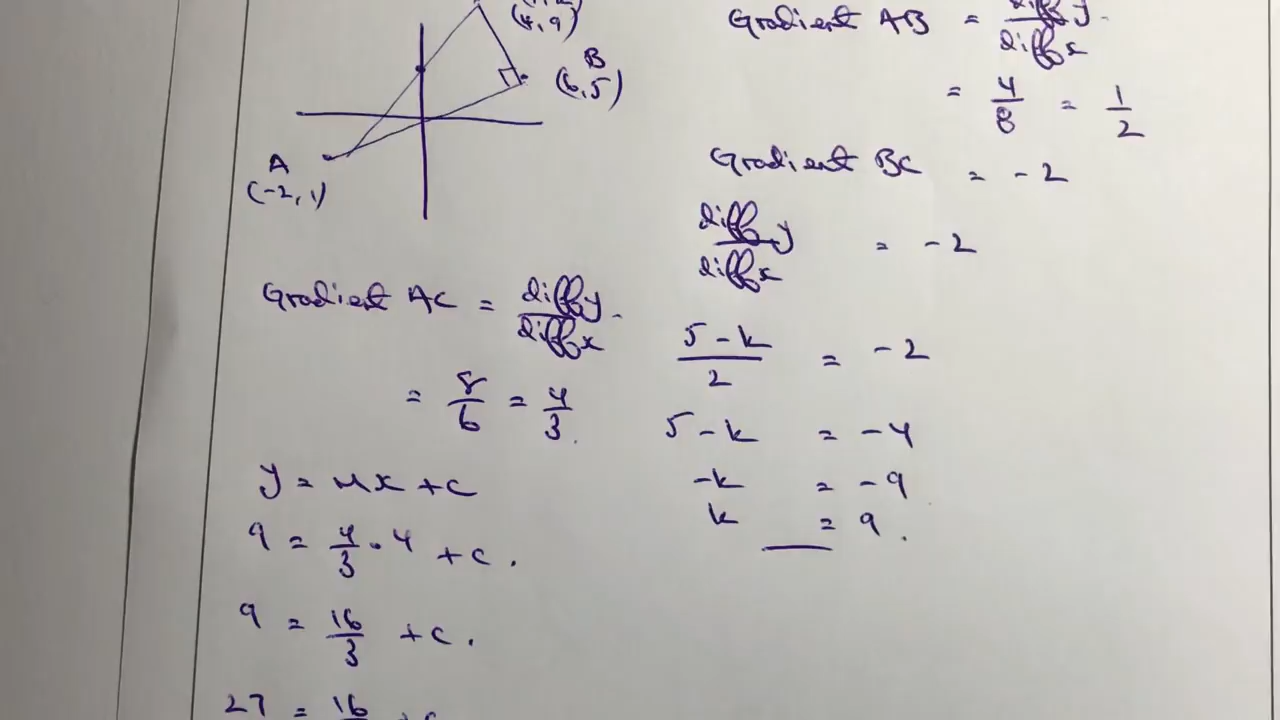 (4,9)
B
(6,5)
A
(-2,1)
Gradient AC = diff y / diff x
= 8/6 = 4/3.
y = mx + c
9 = 4/3 · 4 + c.
9 = 16/3 + c.
27 = 16
Gradient AB = diff y / diff x
= 4/8 = 1/2
Gradient BC = -2
diff y / diff x = -2
5-k / 2 = -2
5-k = -4
-k = -9
k = 9.